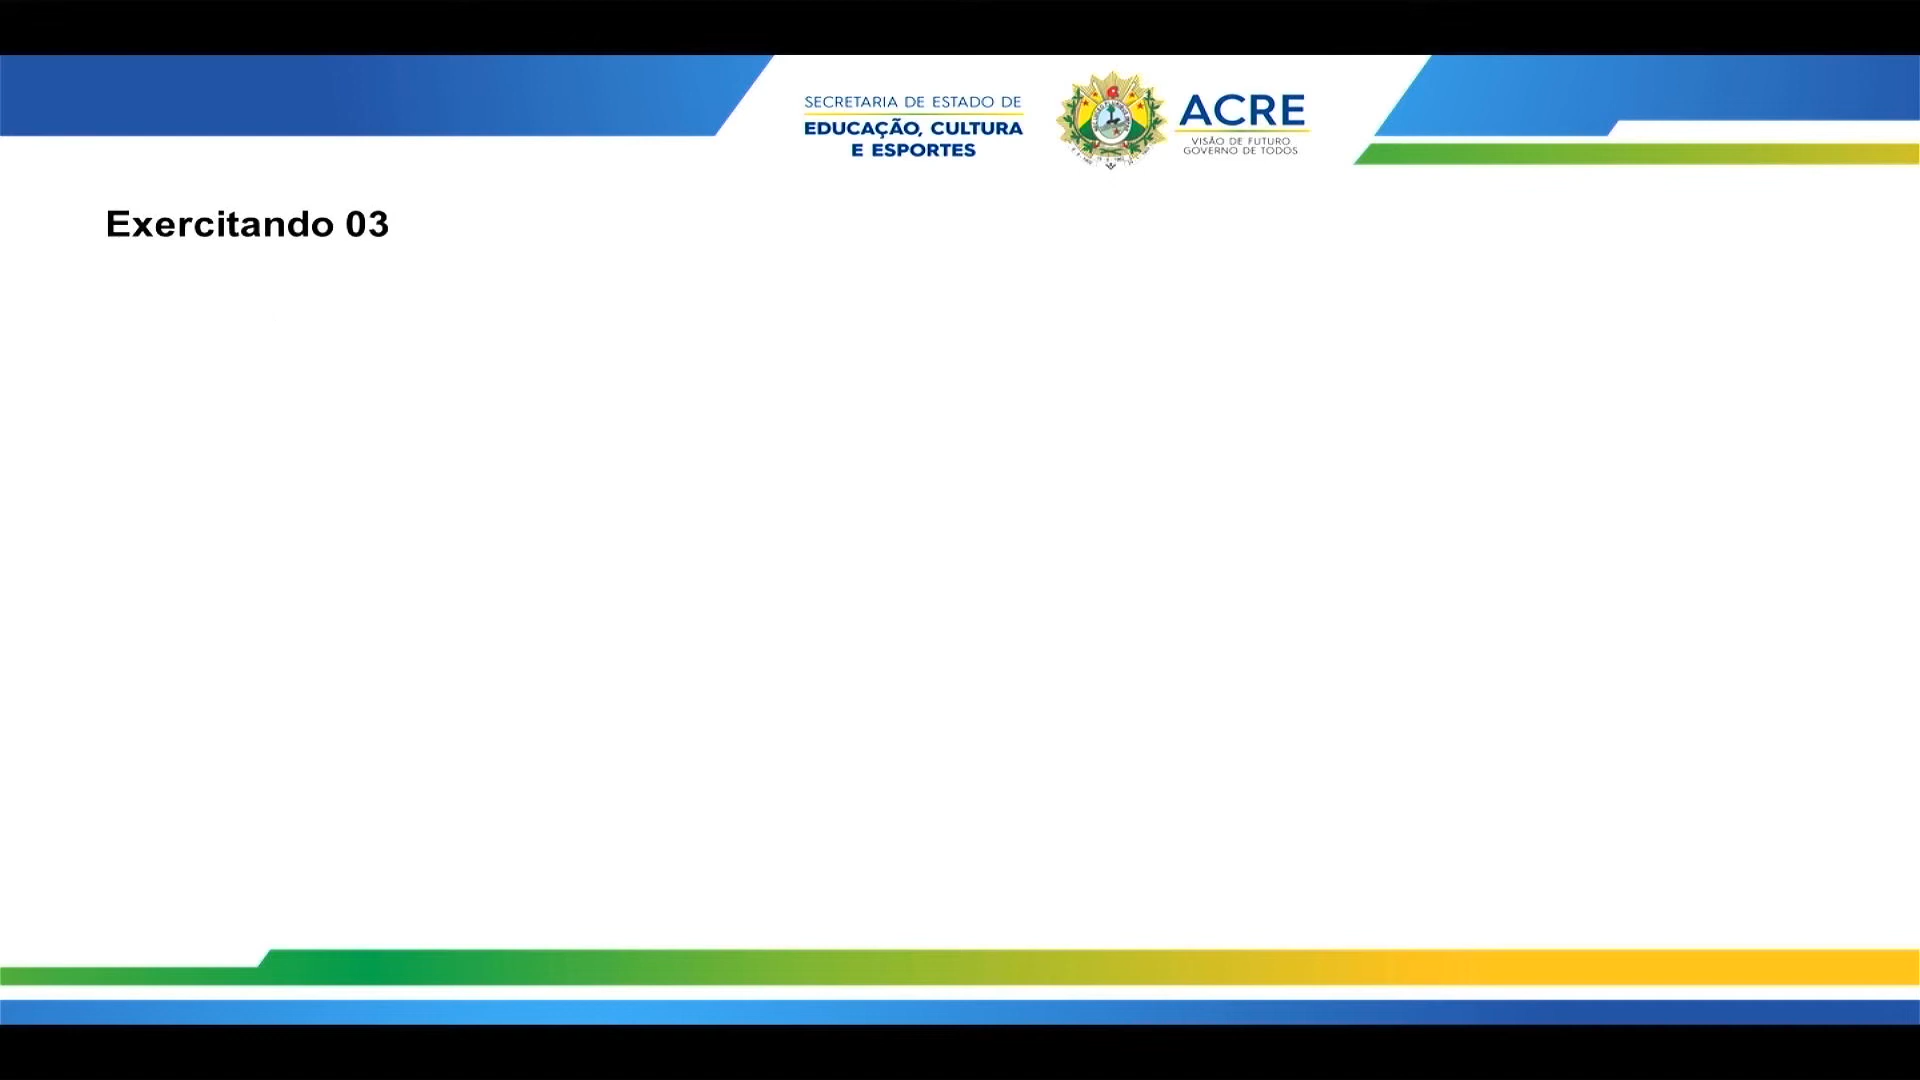 SECRETARIA DE ESTADO DE
EDUCAÇÃO, CULTURA
E ESPORTES
ACRE
VISÃO DE FUTURO
GOVERNO DE TODOS
Exercitando 03